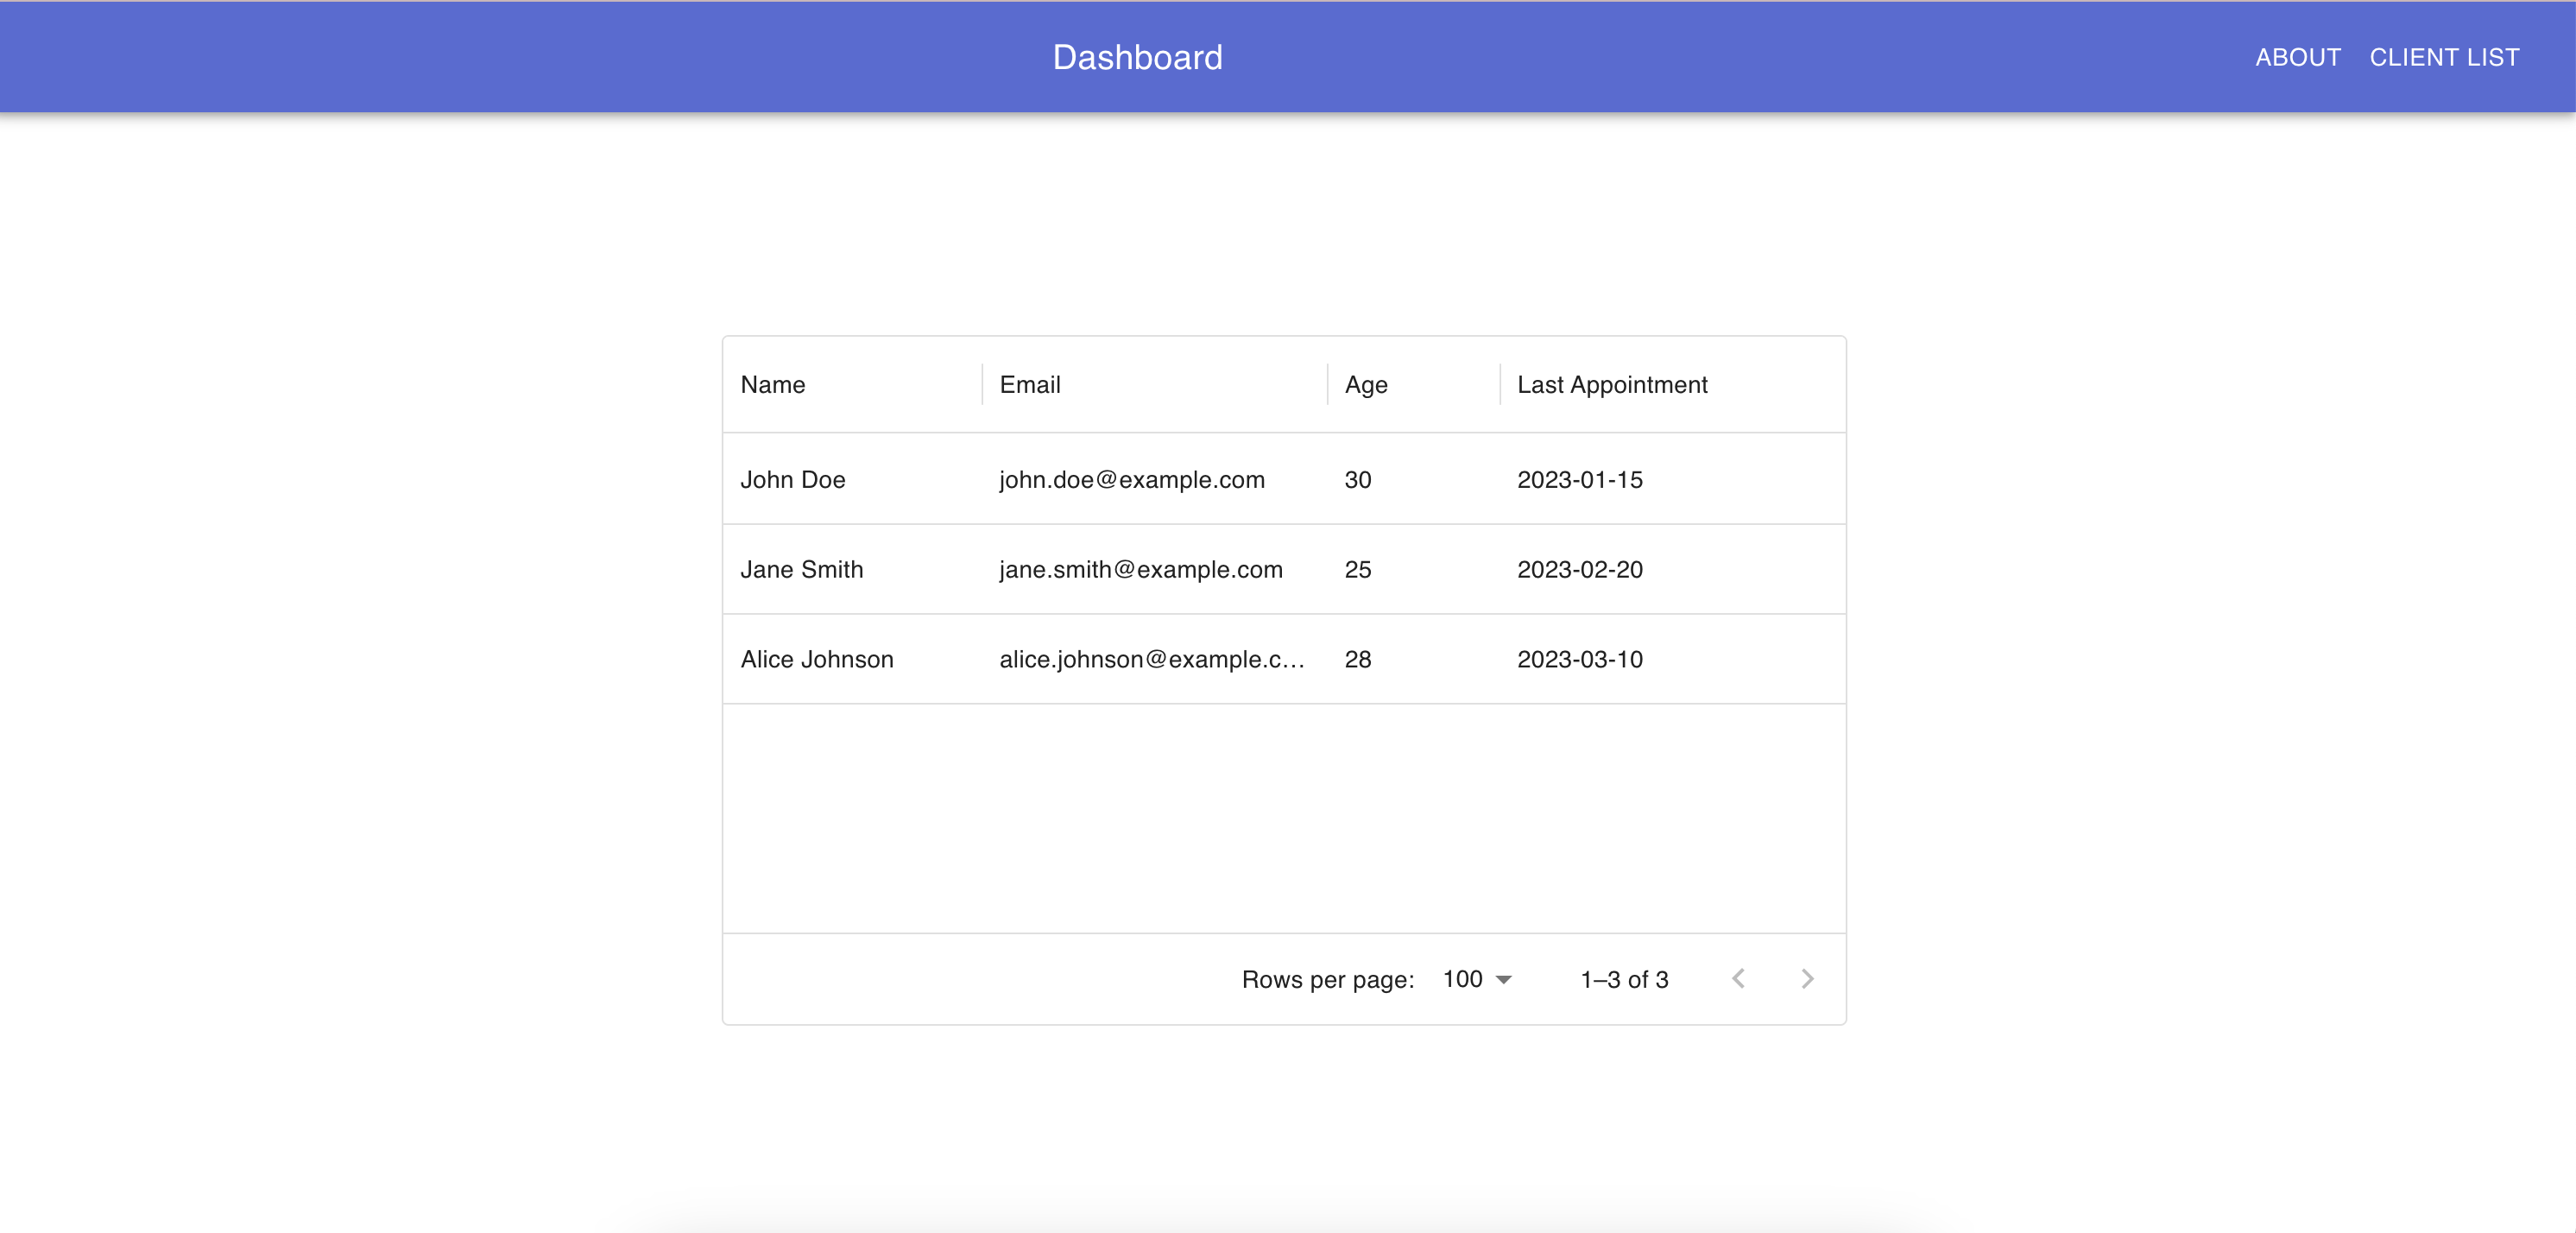 Dashboard ABOUT CLIENT LIST
Name Email Age Last Appointment
John Doe john.doe@example.com 30 2023-01-15
Jane Smith jane.smith@example.com 25 2023-02-20
Alice Johnson alice.johnson@example.c... 28 2023-03-10
Rows per page: 100 1–3 of 3